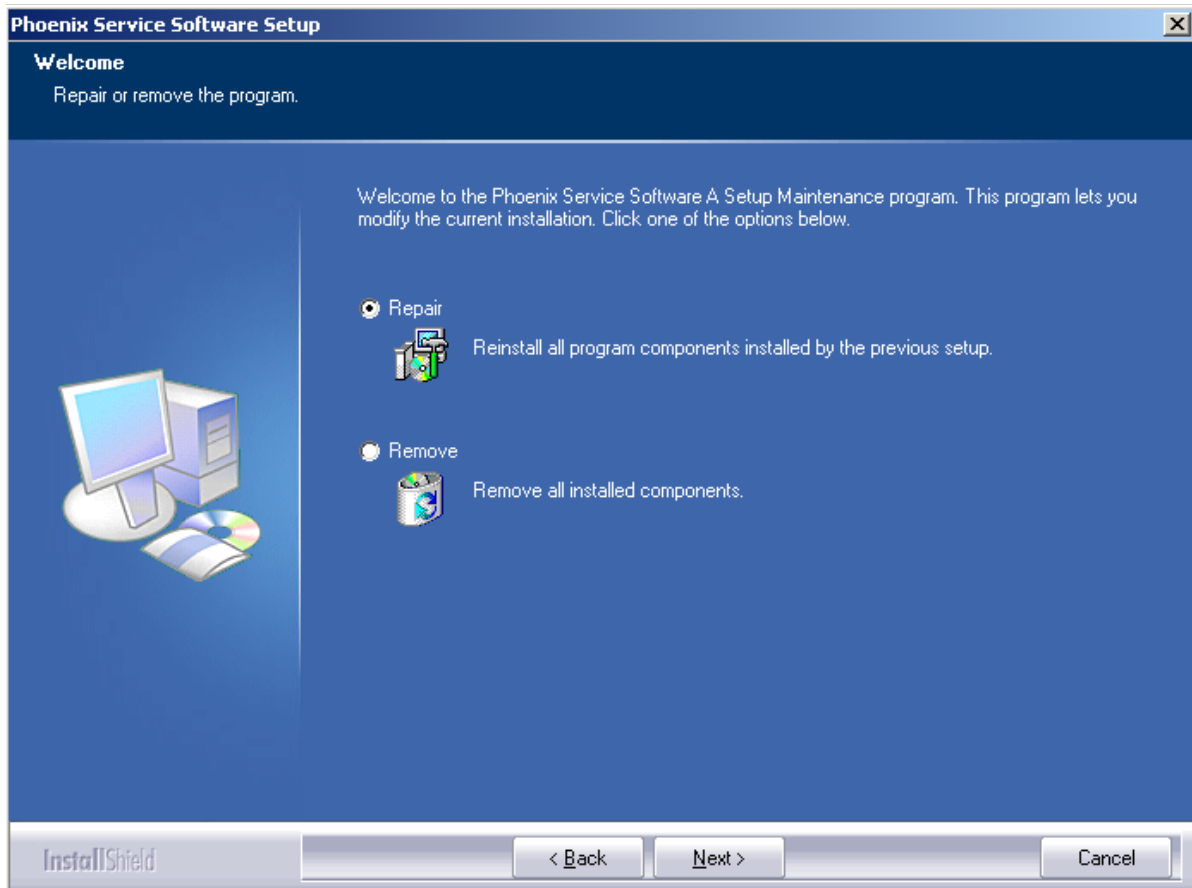 Phoenix Service Software Setup
Welcome
Repair or remove the program.
Welcome to the Phoenix Service Software A Setup Maintenance program. This program lets you
modify the current installation. Click one of the options below.
Repair
Reinstall all program components installed by the previous setup.
Remove
Remove all installed components.
InstallShield
< Back
Next >
Cancel